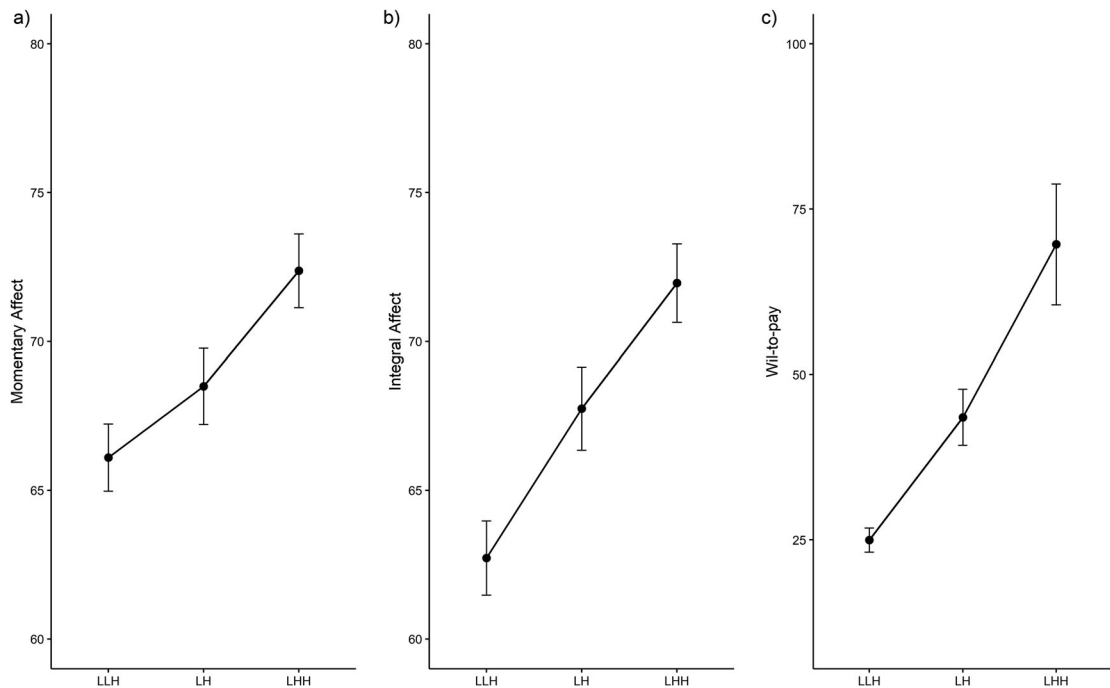 a)
80
75
70
65
60
Momentary Affect
LLH
LH
LHH
b)
80
75
70
65
60
Integral Affect
LLH
LH
LHH
c)
100
75
50
25
Wil-to-pay
LLH
LH
LHH